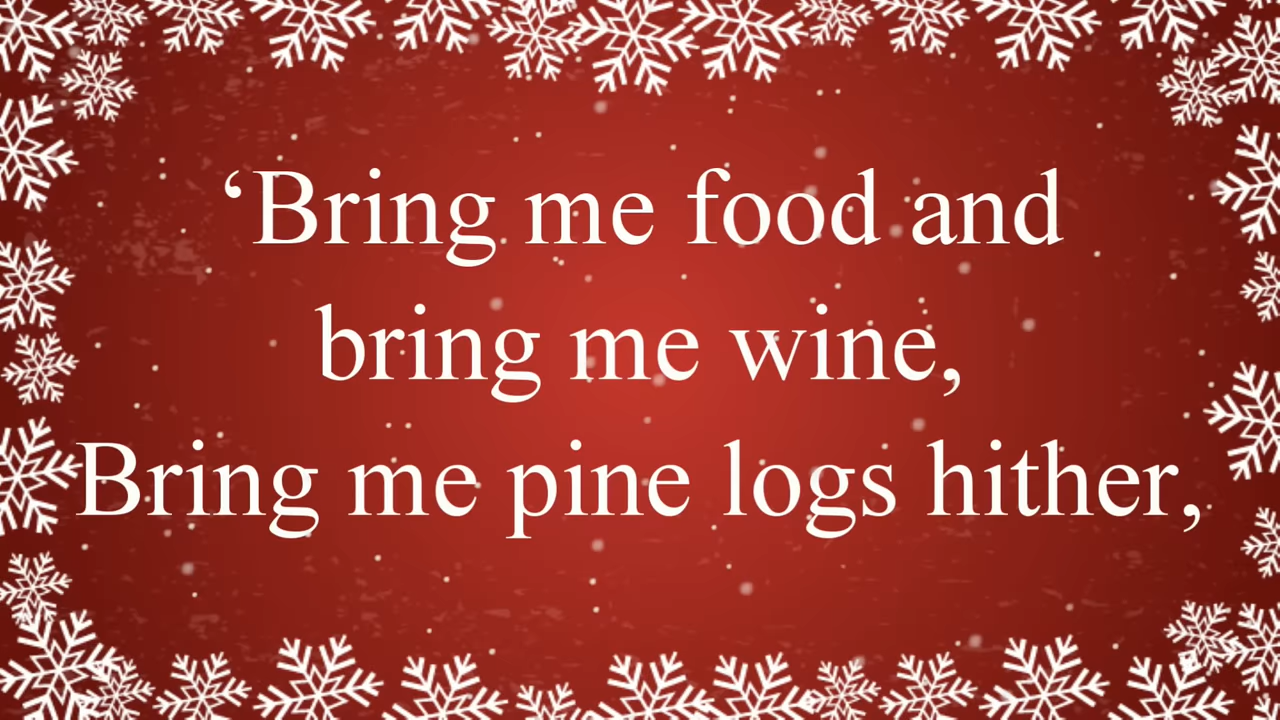 ‘Bring me food and
bring me wine,
Bring me pine logs hither,